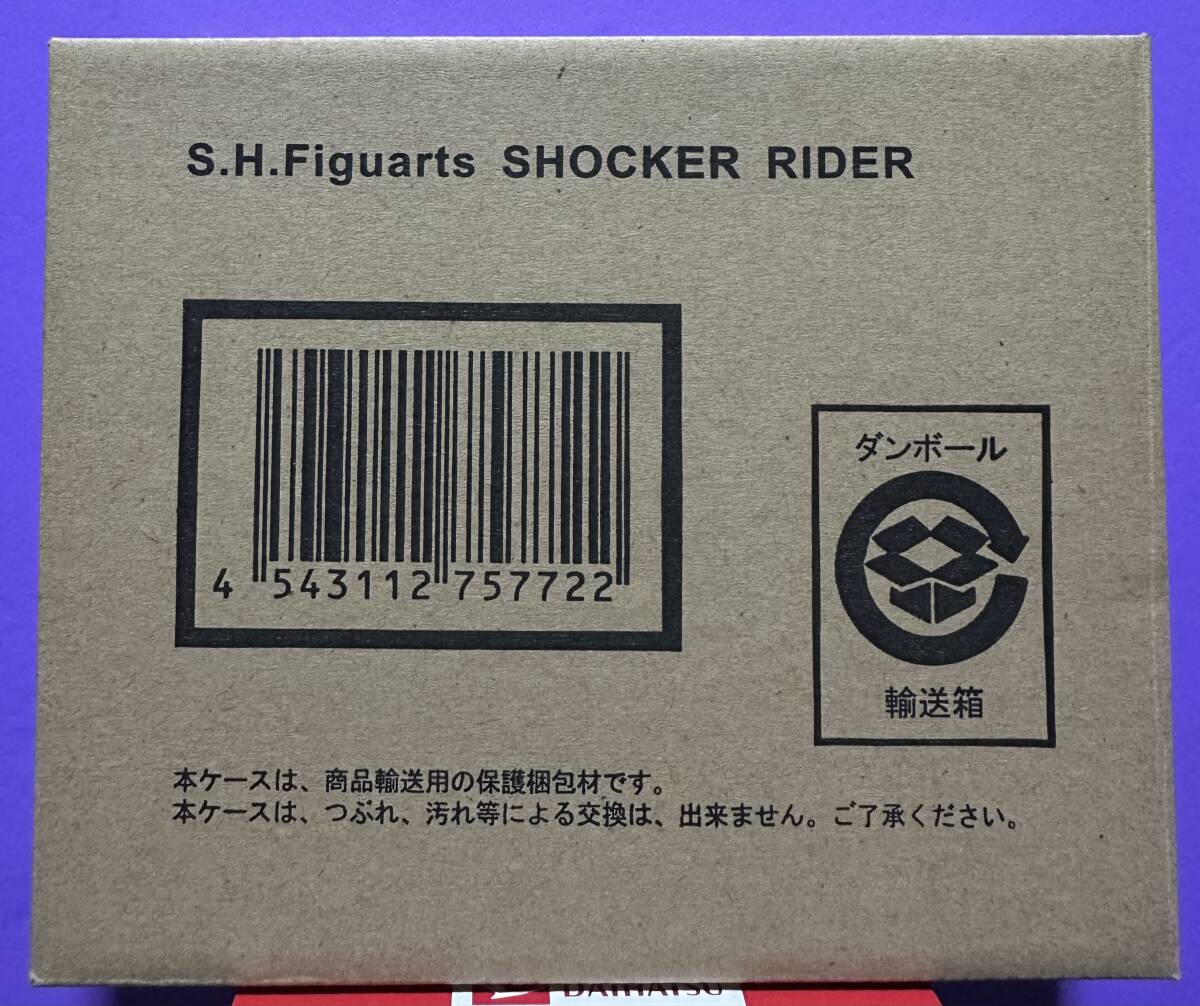 S.H.Figuarts SHOCKER RIDER
4 543112 757722
ダンボール
輸送箱
本ケースは、商品輸送用の保護梱包材です。
本ケースは、つぶれ、汚れ等による交換は、出来ません。ご了承ください。
DAIHATSU